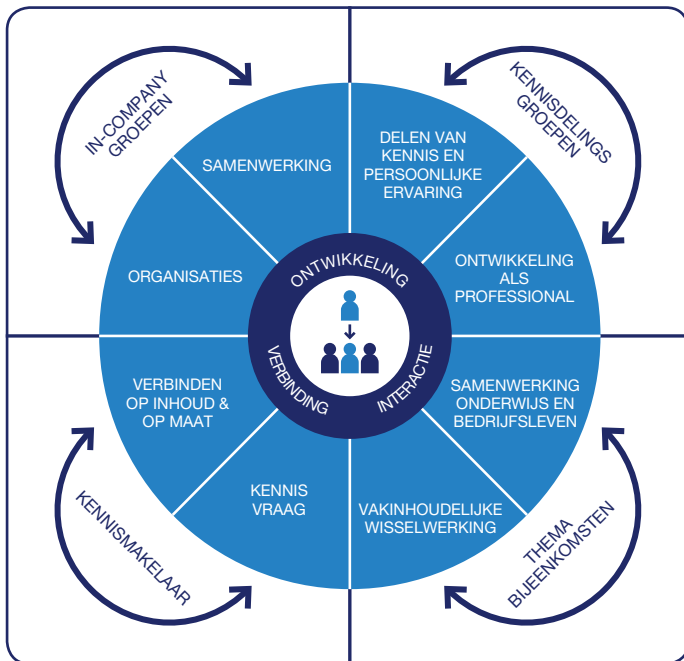 IN-COMPANY
GROEPEN
KENNISDELINGS
GROEPEN
SAMENWERKING
DELEN VAN
KENNIS EN
PERSOONLIJKE
ERVARING
ORGANISATIES
ONTWIKKELING
ALS
PROFESSIONAL
ONTWIKKELING
VERBINDING
INTERACTIE
VERBINDEN
OP INHOUD &
OP MAAT
SAMENWERKING
ONDERWIJS EN
BEDRIJFSLEVEN
KENNIS
VRAAG
VAKINHOUDELIJKE
WISSELWERKING
KENNISMAKELAAR
THEMA
BIJEENKOMSTEN